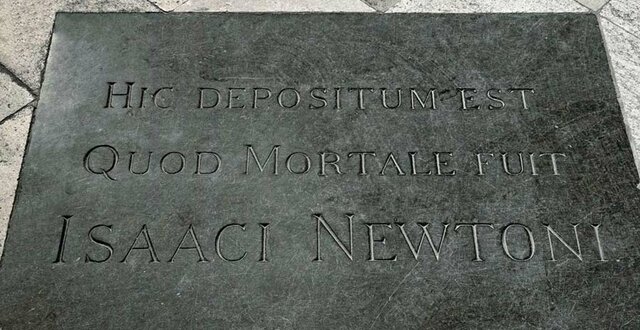 Hic depositum est
Quod Mortale fuit
Isaaci Newtoni